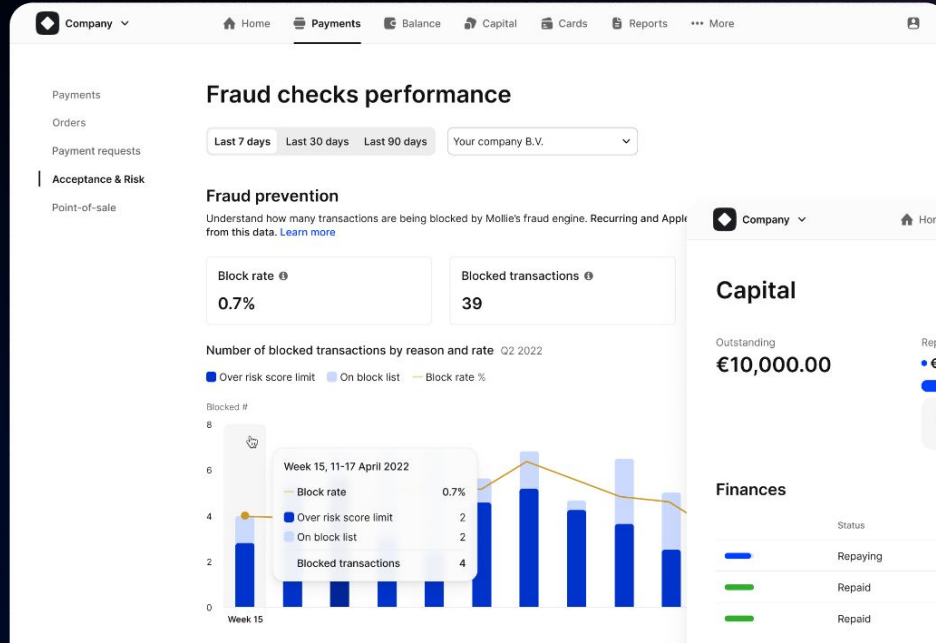 Company
Home Payments Balance Capital Cards Reports More
Payments
Orders
Payment requests
Acceptance & Risk
Point-of-sale
Fraud checks performance
Last 7 days Last 30 days Last 90 days Your company B.V.
Fraud prevention
Understand how many transactions are being blocked by Mollie's fraud engine. Recurring and Apple
from this data. Learn more
Block rate
0.7%
Blocked transactions
39
Number of blocked transactions by reason and rate Q2 2022
Over risk score limit On block list Block rate %
Blocked #
8
6
4
2
0
Week 15, 11-17 April 2022
Block rate 0.7%
Over risk score limit 2
On block list 2
Blocked transactions 4
Week 15
Company
Capital
Outstanding
€10,000.00
Finances
Status
Repaying
Repaid
Repaid